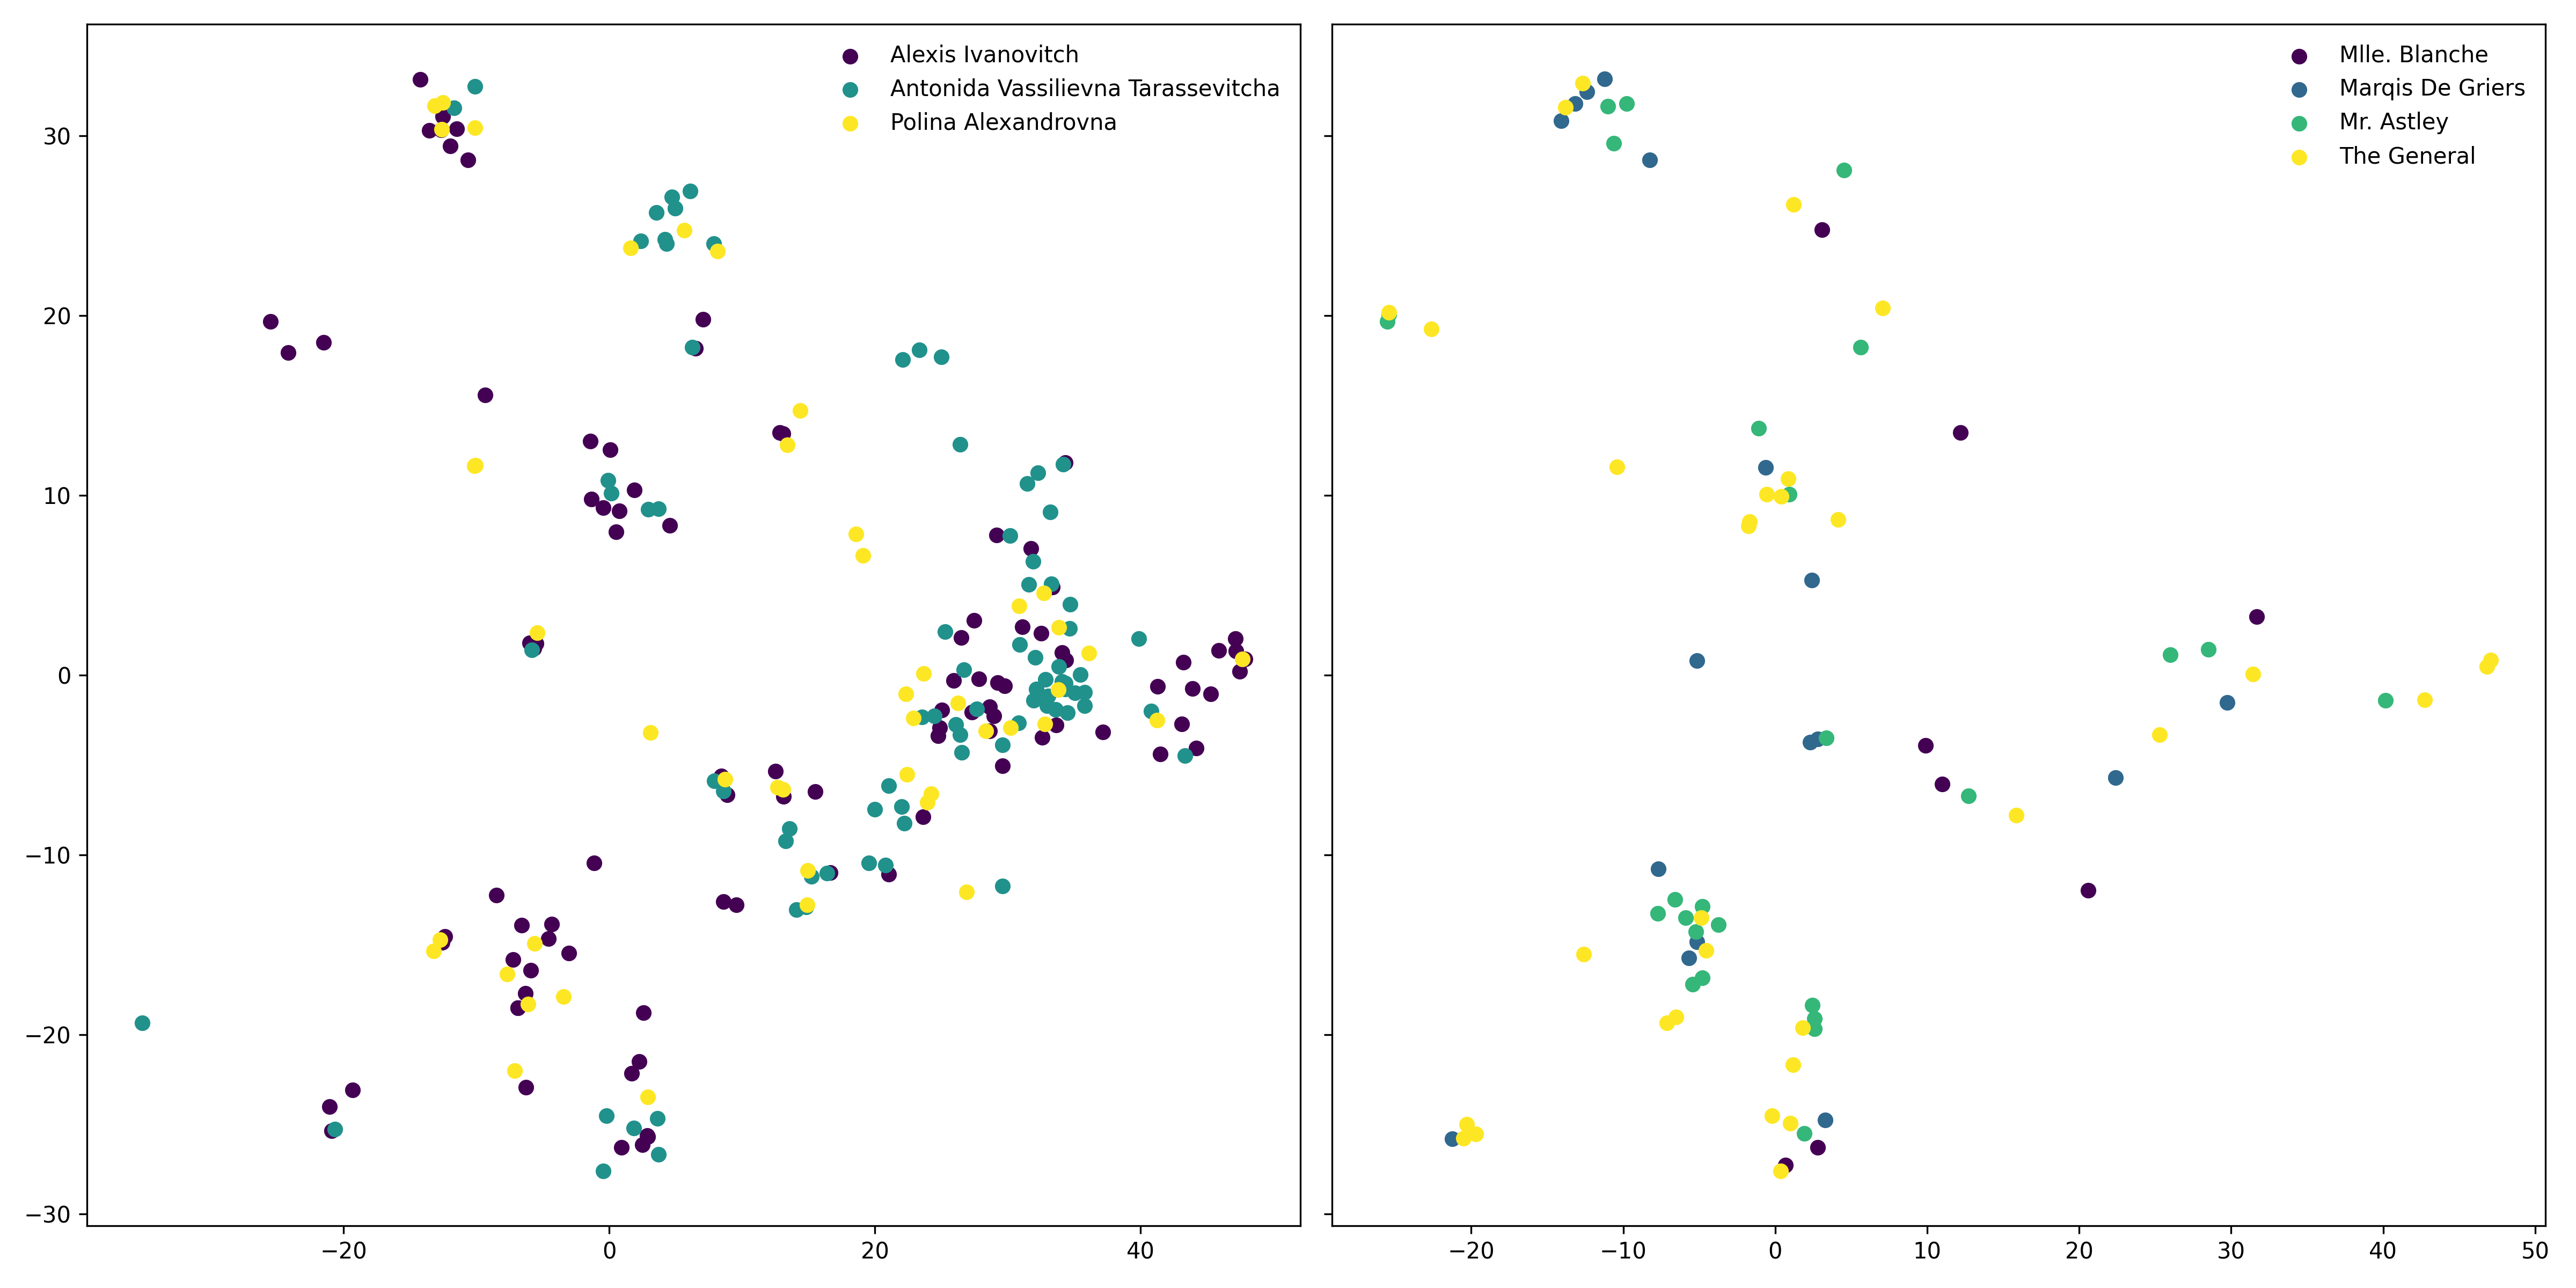 Alexis Ivanovitch
Antonida Vassilievna Tarassevitcha
Polina Alexandrovna
30
20
10
0
−10
−20
−30
−20 0 20 40
Mlle. Blanche
Marqis De Griers
Mr. Astley
The General
−20 −10 0 10 20 30 40 50